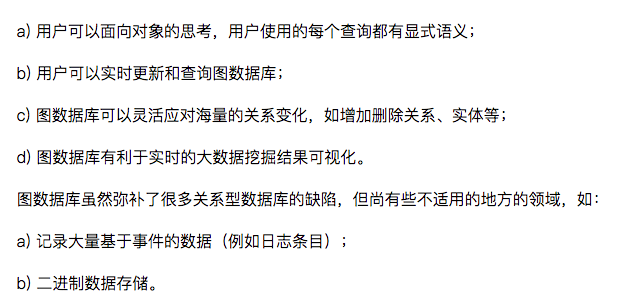 a) 用户可以面向对象的思考，用户使用的每个查询都有显式语义；
b) 用户可以实时更新和查询图数据库；
c) 图数据库可以灵活应对海量的关系变化，如增加删除关系、实体等；
d) 图数据库有利于实时的大数据挖掘结果可视化。
图数据库虽然弥补了很多关系型数据库的缺陷，但尚有些不适用的地方的领域，如：
a) 记录大量基于事件的数据（例如日志条目）；
b) 二进制数据存储。